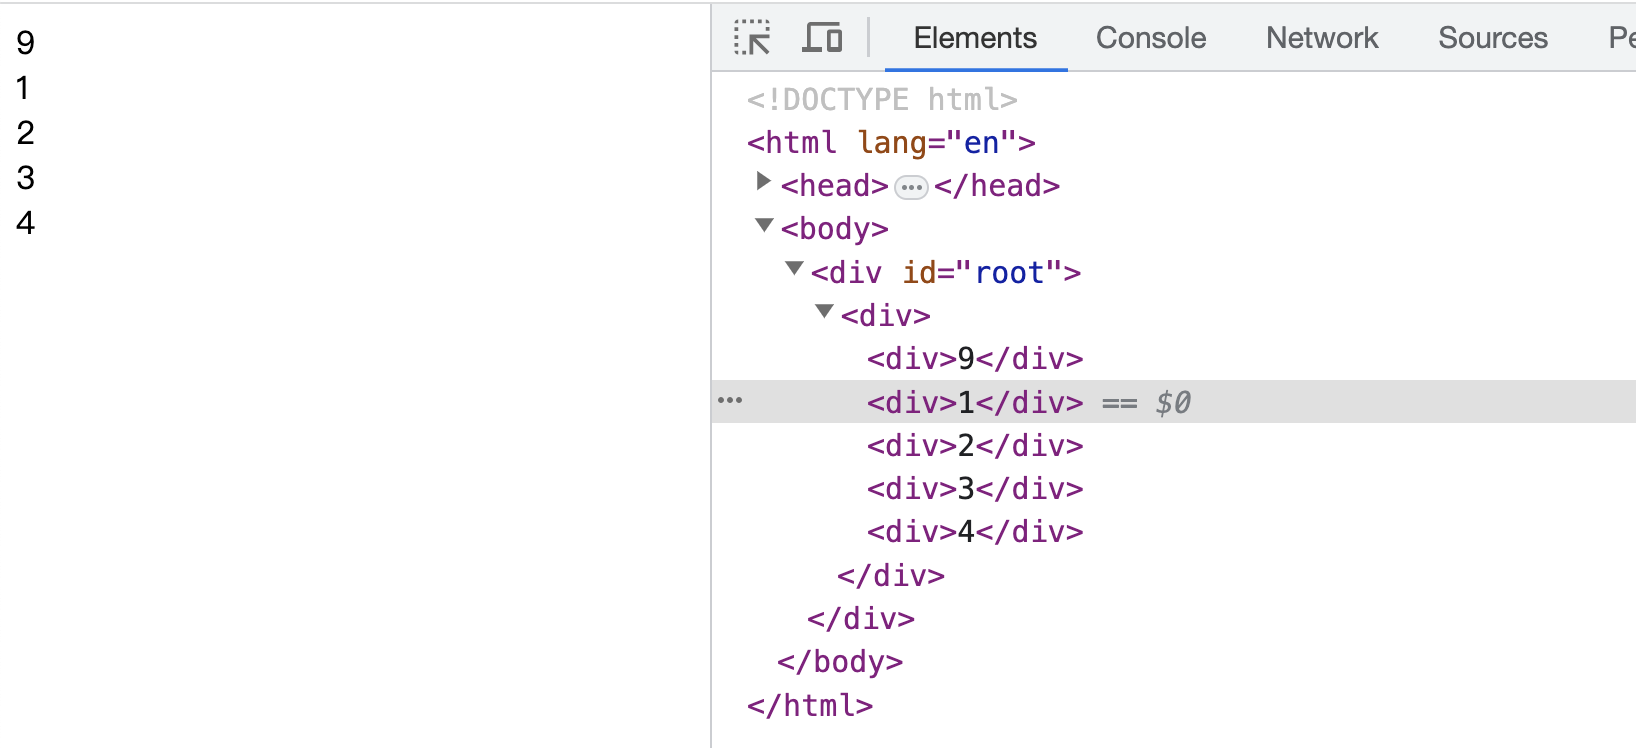 9
1
2
3
4
Elements Console Network Sources Pe
<!DOCTYPE html>
<html lang="en">
<head>…</head>
<body>
<div id="root">
<div>
<div>9</div>
<div>1</div> == $0
<div>2</div>
<div>3</div>
<div>4</div>
</div>
</div>
</body>
</html>